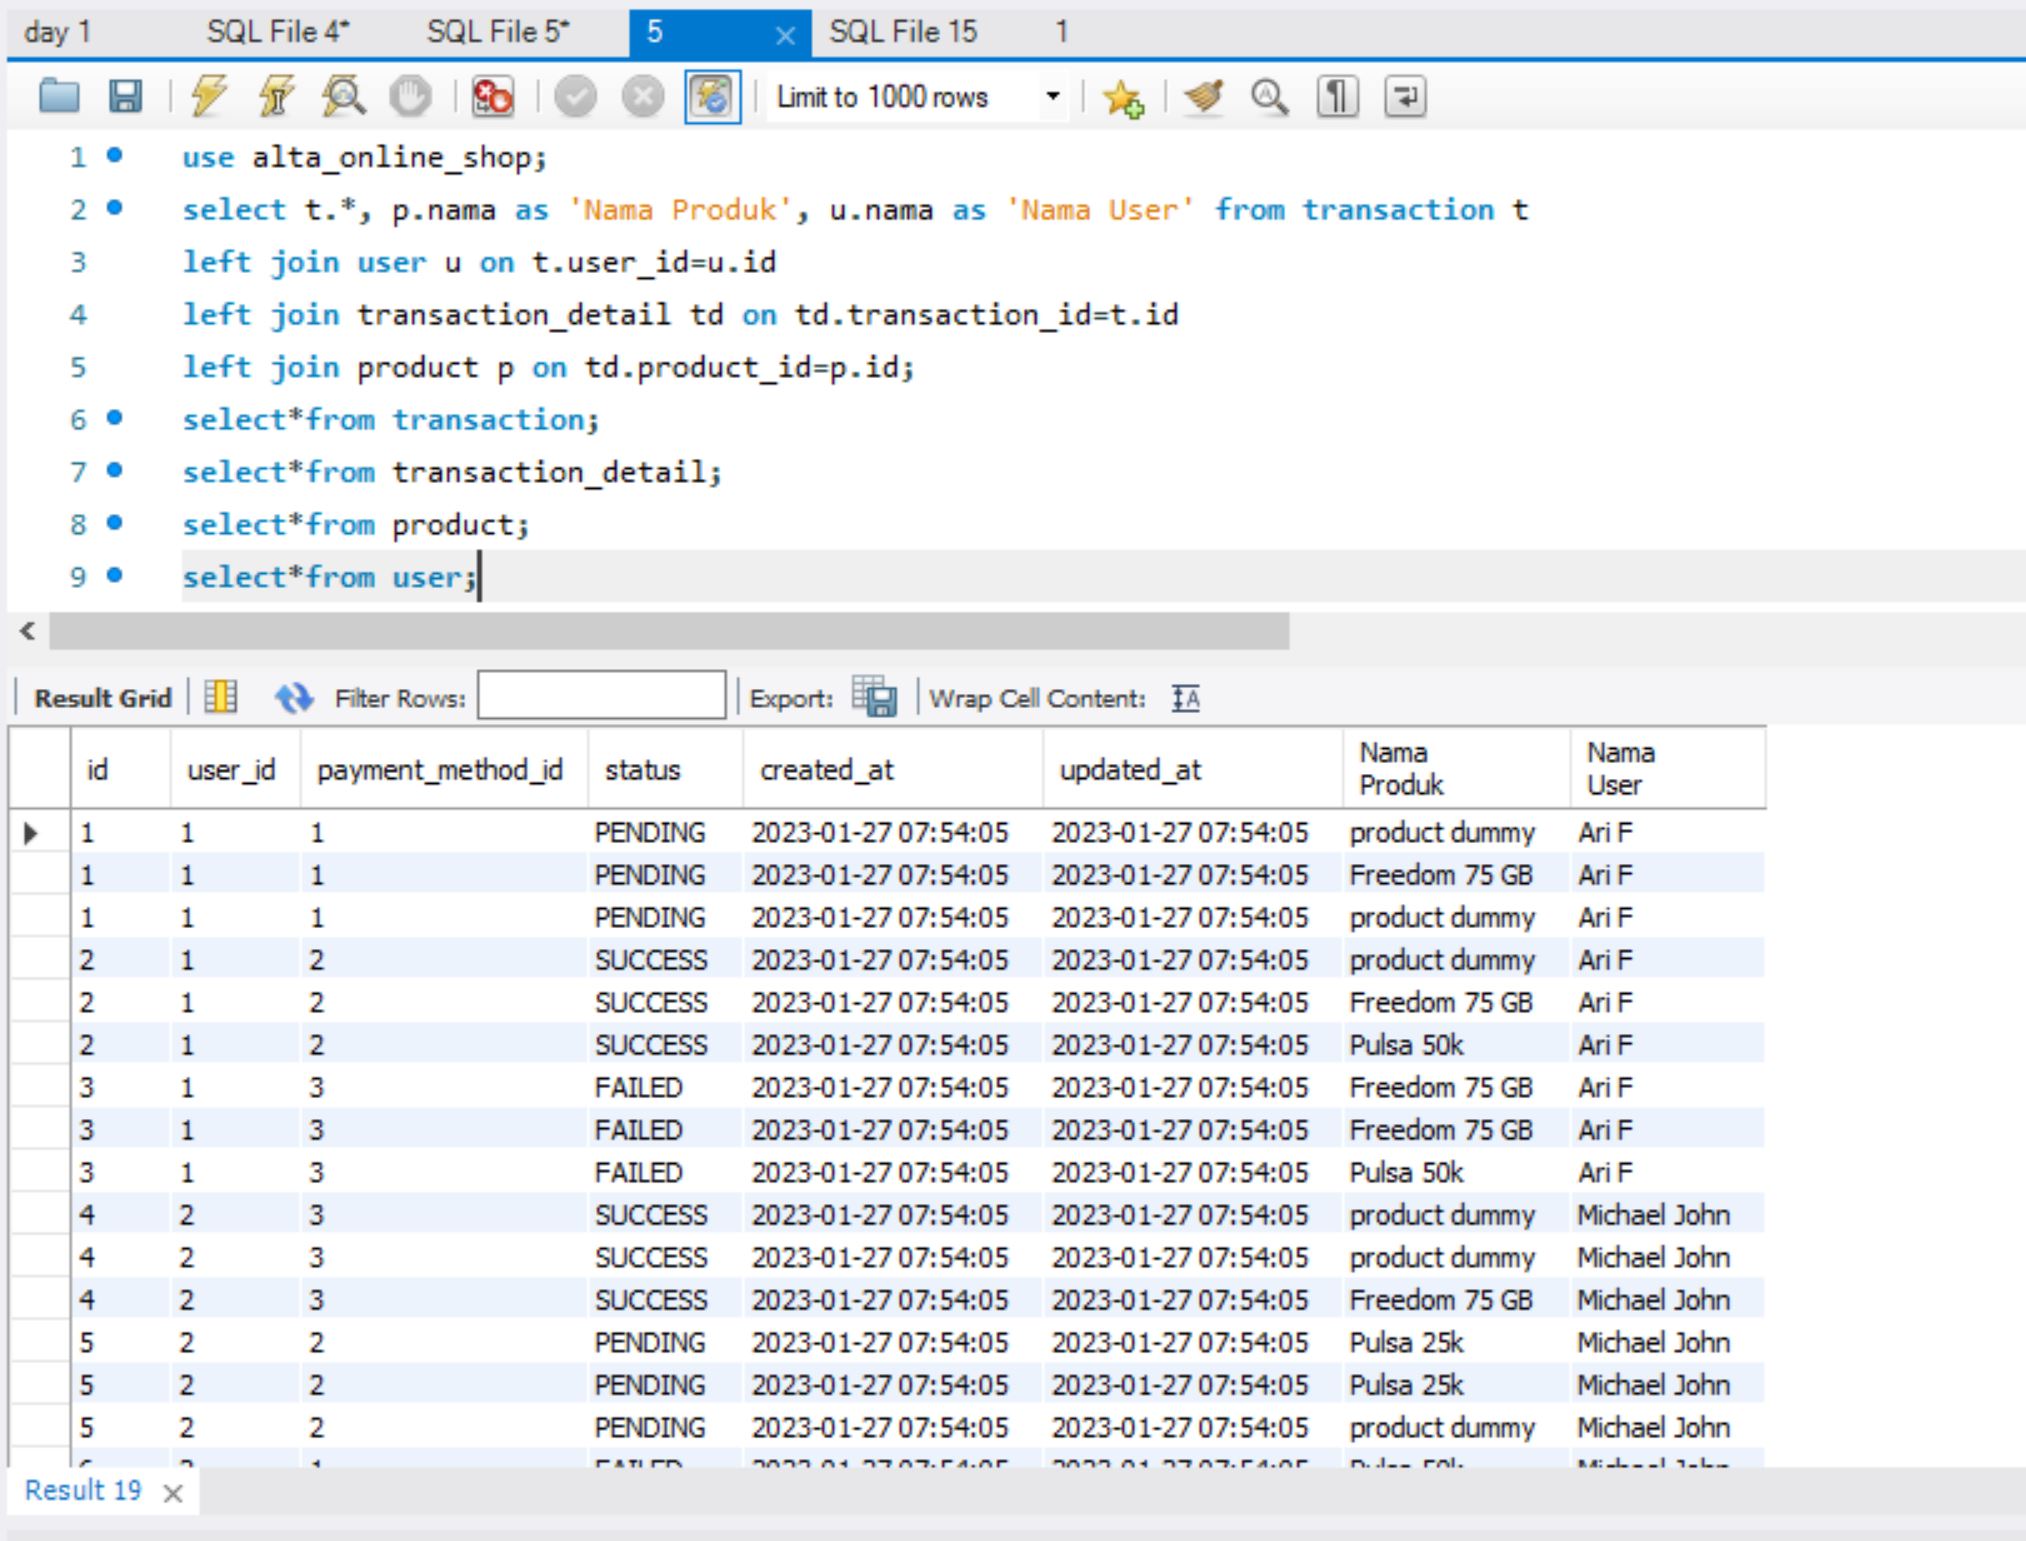 day 1 SQL File 4* SQL File 5* 5 SQL File 15 1
Limit to 1000 rows
1 use alta_online_shop;
2 select t.*, p.nama as 'Nama Produk', u.nama as 'Nama User' from transaction t
3 left join user u on t.user_id=u.id
4 left join transaction_detail td on td.transaction_id=t.id
5 left join product p on td.product_id=p.id;
6 select*from transaction;
7 select*from transaction_detail;
8 select*from product;
9 select*from user;
Result Grid Filter Rows: Export: Wrap Cell Content:
id user_id payment_method_id status created_at updated_at Nama Produk Nama User
1 1 1 PENDING 2023-01-27 07:54:05 2023-01-27 07:54:05 product dummy Ari F
1 1 1 PENDING 2023-01-27 07:54:05 2023-01-27 07:54:05 Freedom 75 GB Ari F
1 1 1 PENDING 2023-01-27 07:54:05 2023-01-27 07:54:05 product dummy Ari F
2 1 2 SUCCESS 2023-01-27 07:54:05 2023-01-27 07:54:05 product dummy Ari F
2 1 2 SUCCESS 2023-01-27 07:54:05 2023-01-27 07:54:05 Freedom 75 GB Ari F
2 1 2 SUCCESS 2023-01-27 07:54:05 2023-01-27 07:54:05 Pulsa 50k Ari F
3 1 3 FAILED 2023-01-27 07:54:05 2023-01-27 07:54:05 Freedom 75 GB Ari F
3 1 3 FAILED 2023-01-27 07:54:05 2023-01-27 07:54:05 Freedom 75 GB Ari F
3 1 3 FAILED 2023-01-27 07:54:05 2023-01-27 07:54:05 Pulsa 50k Ari F
4 2 3 SUCCESS 2023-01-27 07:54:05 2023-01-27 07:54:05 product dummy Michael John
4 2 3 SUCCESS 2023-01-27 07:54:05 2023-01-27 07:54:05 product dummy Michael John
4 2 3 SUCCESS 2023-01-27 07:54:05 2023-01-27 07:54:05 Freedom 75 GB Michael John
5 2 2 PENDING 2023-01-27 07:54:05 2023-01-27 07:54:05 Pulsa 25k Michael John
5 2 2 PENDING 2023-01-27 07:54:05 2023-01-27 07:54:05 Pulsa 25k Michael John
5 2 2 PENDING 2023-01-27 07:54:05 2023-01-27 07:54:05 product dummy Michael John
Result 19